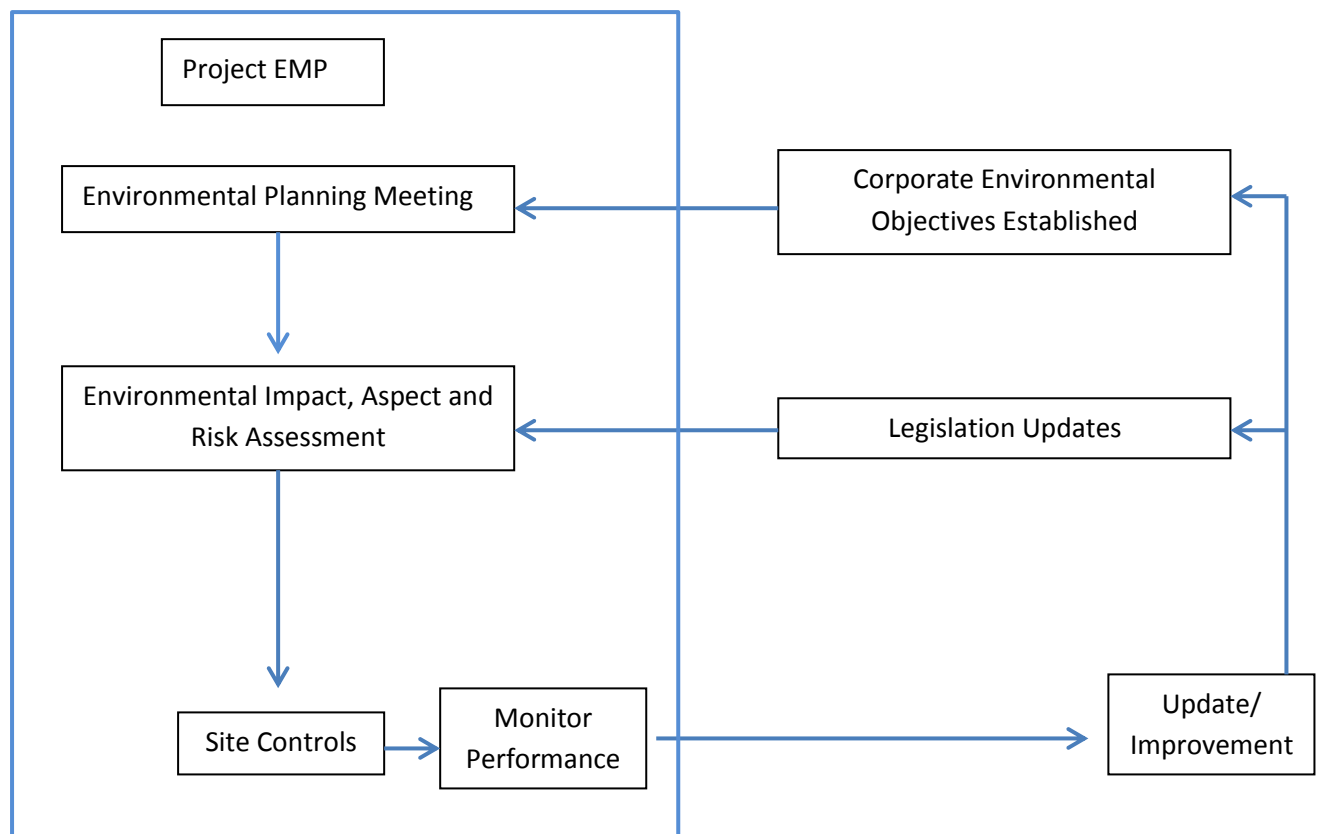 Project EMP
Environmental Planning Meeting
Corporate Environmental
Objectives Established
Environmental Impact, Aspect and
Risk Assessment
Legislation Updates
Site Controls
Monitor
Performance
Update/
Improvement